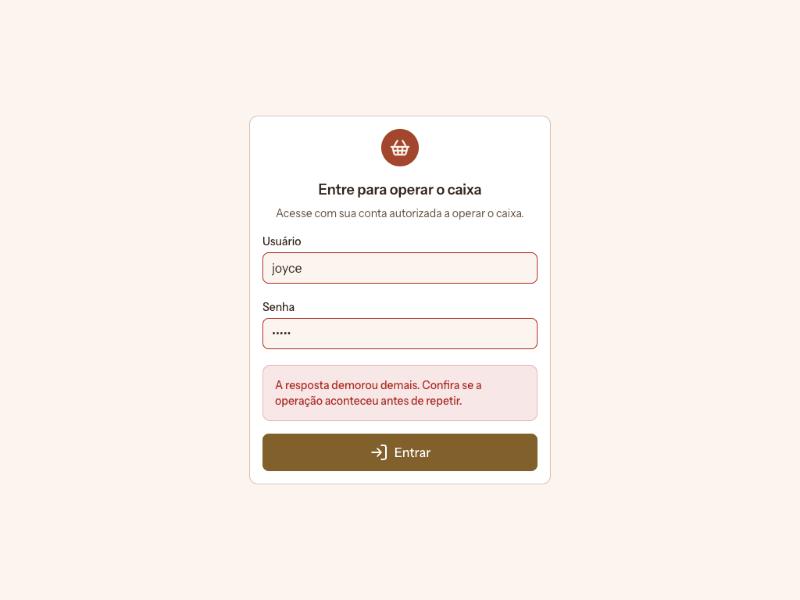 Entre para operar o caixa
Acesse com sua conta autorizada a operar o caixa.
Usuário
joyce
Senha
•••••
A resposta demorou demais. Confira se a
operação aconteceu antes de repetir.
Entrar